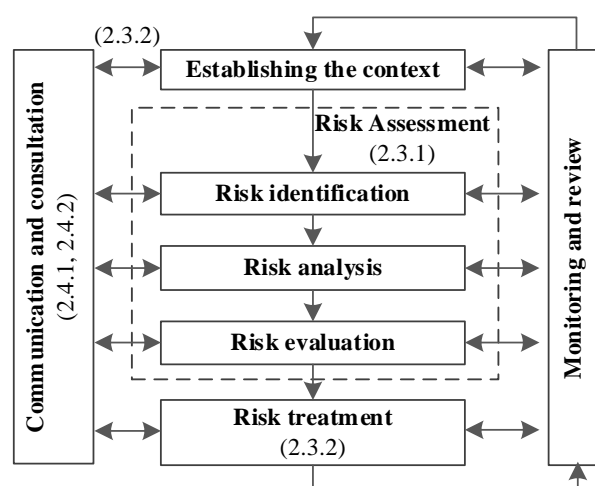 (2.3.2)
Establishing the context
Risk Assessment
(2.3.1)
Risk identification
Risk analysis
Risk evaluation
Risk treatment
(2.3.2)
Communication and consultation
(2.4.1, 2.4.2)
Monitoring and review